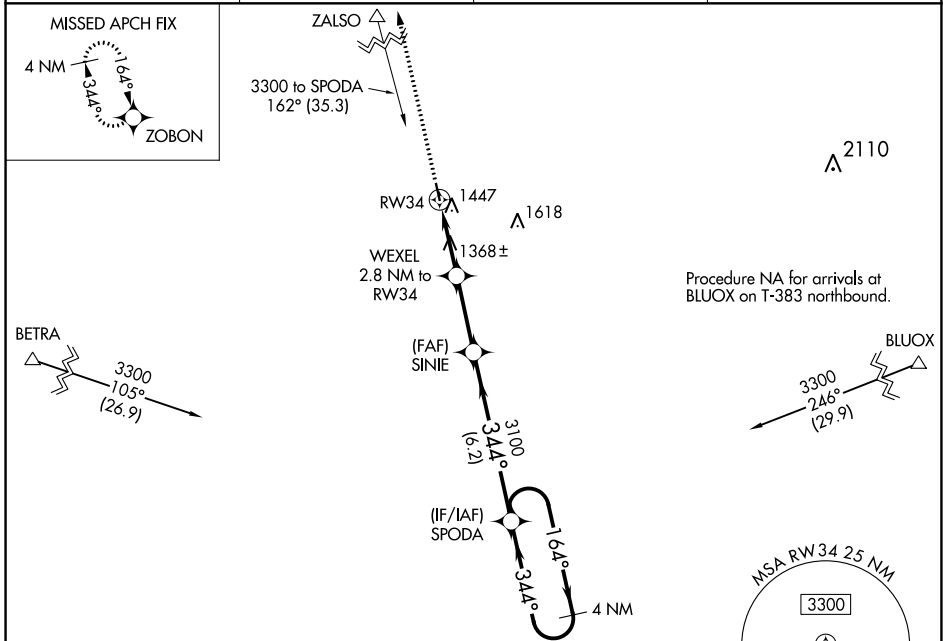 MISSED APCH FIX
4 NM
164°
344°
ZOBON
ZALSO
3300 to SPODA
162° (35.3)
2110
RW34
1447
1618
1368±
WEXEL
2.8 NM to
RW34
Procedure NA for arrivals at
BLUOX on T-383 northbound.
BETRA
3300
105°
(26.9)
(FAF)
SINIE
BLUOX
3300
246°
(29.9)
3100
344°
(6.2)
(IF/IAF)
SPODA
164°
344°
4 NM
MSA RW34 25 NM
3300